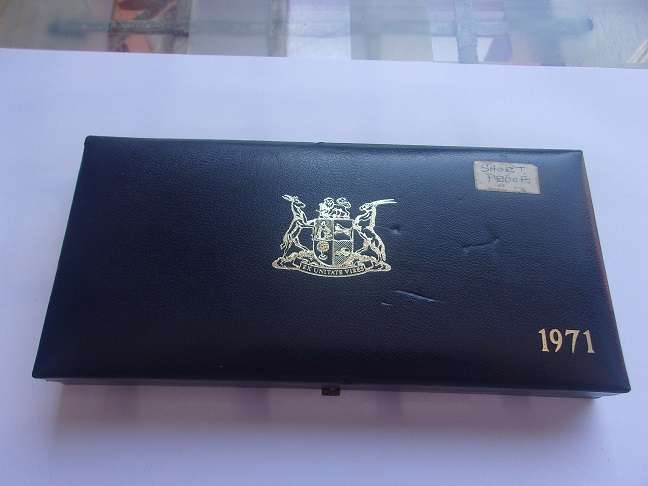 SHORT
PROOF
EX UNITATE VIRES
1971